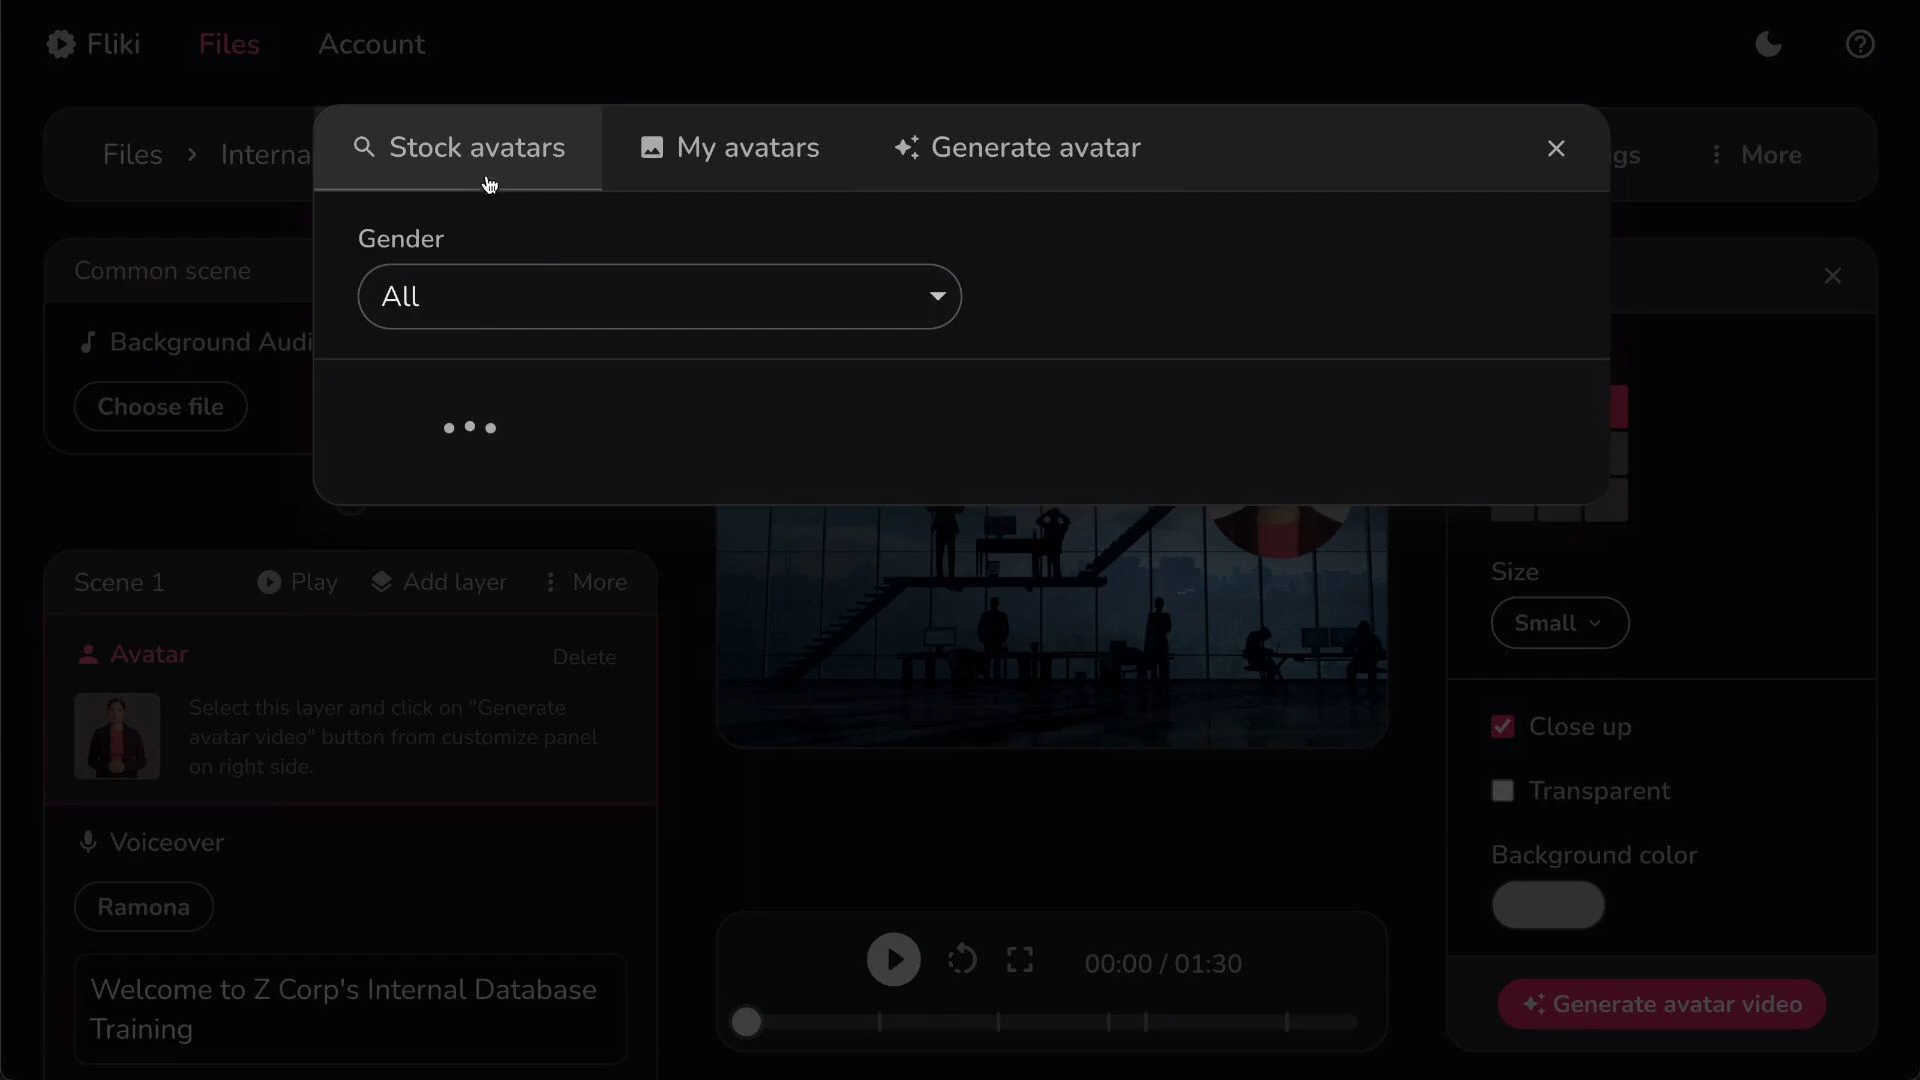 Fliki Files Account
Stock avatars My avatars Generate avatar
Files > Interna
gs More
Gender
All
Common scene
Background Audi
Choose file
Scene 1 Play Add layer More
Avatar Delete
Select this layer and click on "Generate
avatar video" button from customize panel
on right side.
Voiceover
Ramona
Welcome to Z Corp's Internal Database
Training
00:00 / 01:30
Size
Small
Close up
Transparent
Background color
Generate avatar video